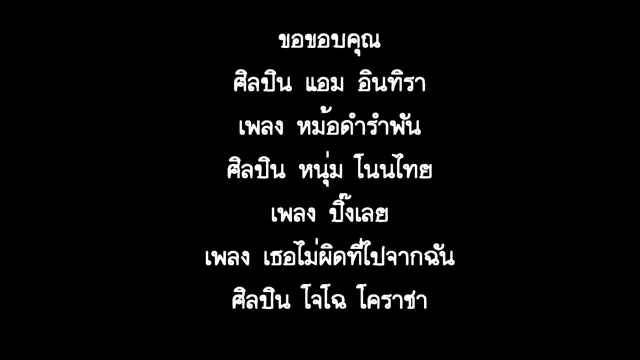 ขอขอบคุณ
ศิลปิน แอม อินทิรา
เพลง หม้อดำรำพัน
ศิลปิน หนุ่ม โนนไทย
เพลง ปิ๊งเลย
เพลง เธอไม่ผิดที่ไปจากฉัน
ศิลปิน โจโฉ โคราชา